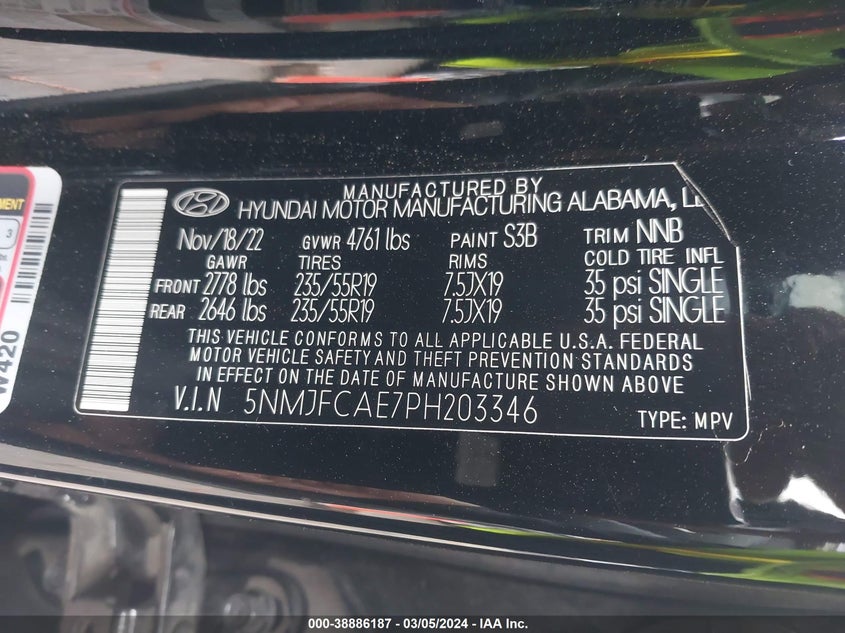 MANUFACTURED BY
HYUNDAI MOTOR MANUFACTURING ALABAMA,
Nov/18/22 GVWR 4761 lbs PAINT S3B TRIM NNB
GAWR TIRES RIMS COLD TIRE INFL
FRONT 2778 lbs 235/55R19 7.5JX19 35 psi SINGLE
REAR 2646 lbs 235/55R19 7.5JX19 35 psi SINGLE
THIS VEHICLE CONFORMS TO ALL APPLICABLE U.S.A. FEDERAL
MOTOR VEHICLE SAFETY AND THEFT PREVENTION STANDARDS
IN EFFECT ON THE DATE OF MANUFACTURE SHOWN ABOVE
V.I.N 5NMJFCAE7PH203346
TYPE: MPV
3
W420
000-38886187 - 03/05/2024 - IAA Inc.